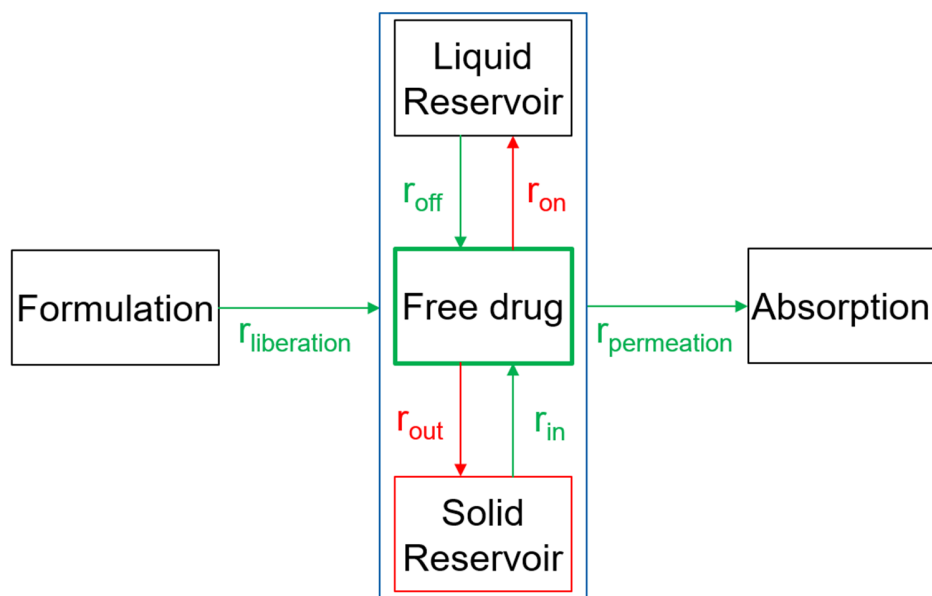 Liquid
Reservoir
r_off
r_on
Formulation
Free drug
Absorption
r_liberation
r_permeation
r_out
r_in
Solid
Reservoir